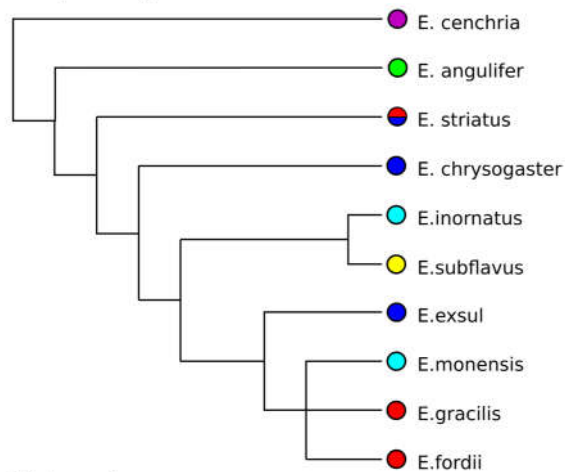 E. cenchria
E. angulifer
E. striatus
E. chrysogaster
E.inornatus
E.subflavus
E.exsul
E.monensis
E.gracilis
E.fordii